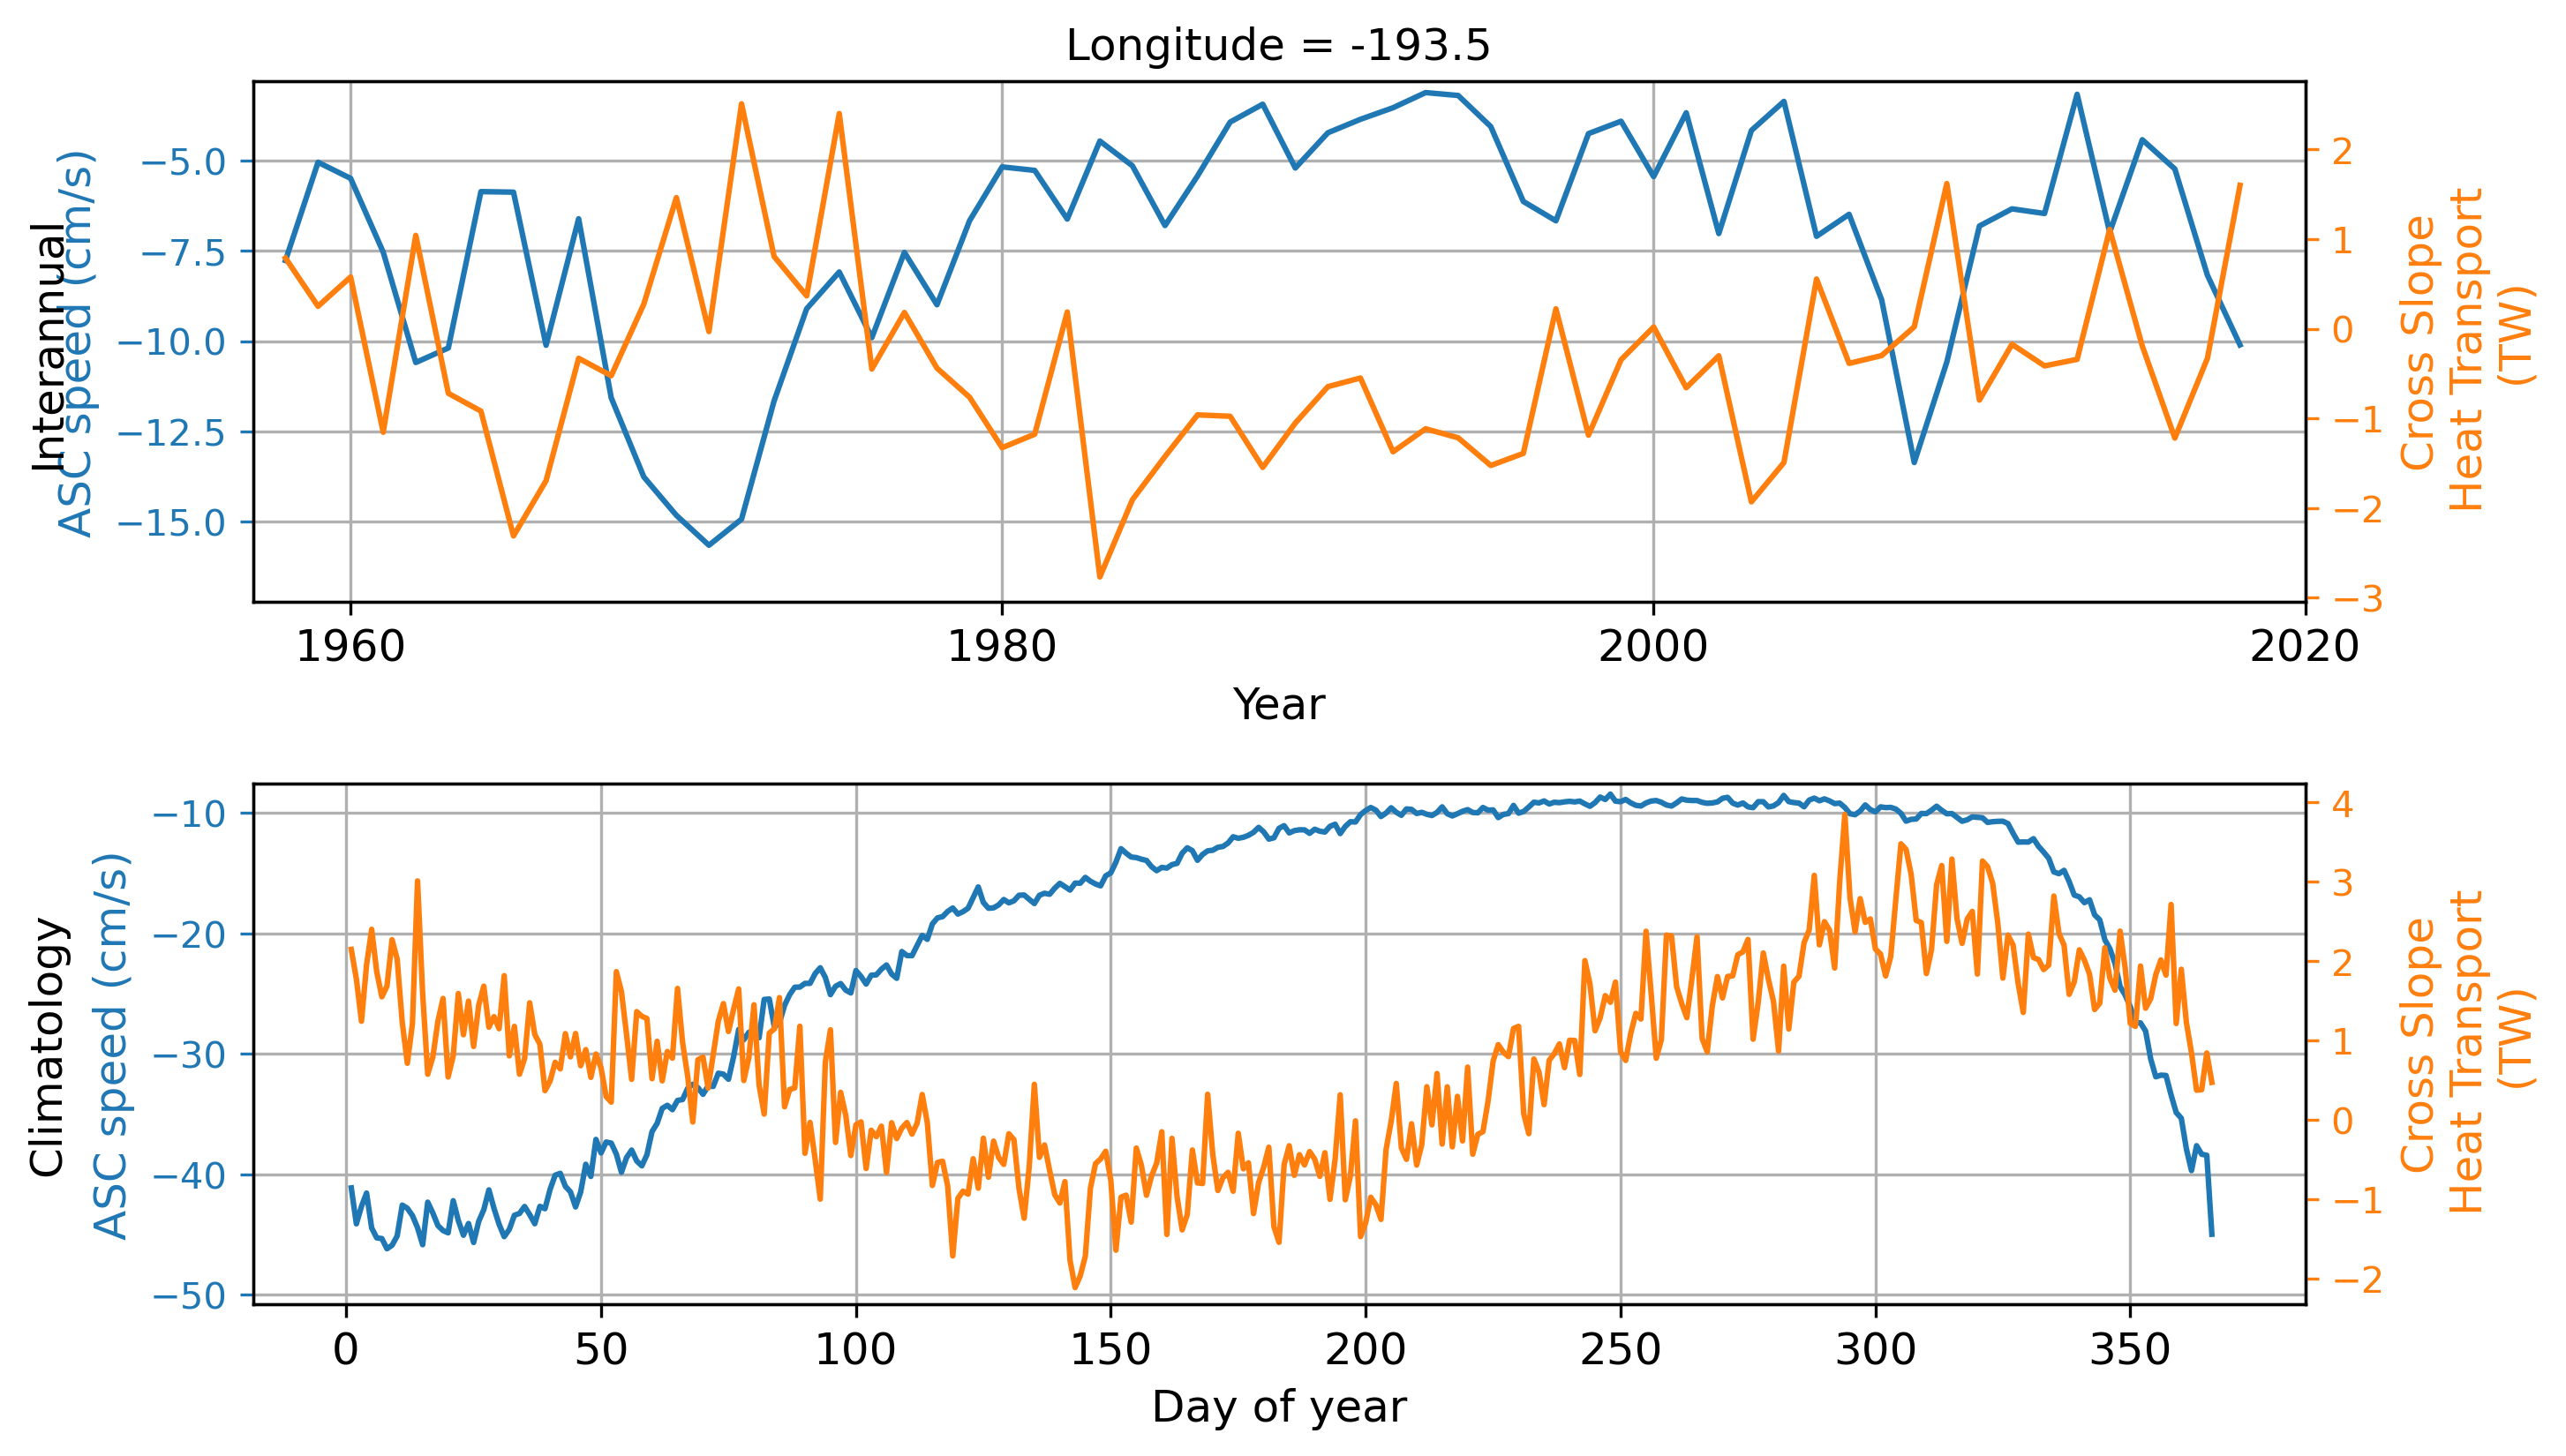 Longitude = -193.5
Interannual
ASC speed (cm/s)
−5.0
−7.5
−10.0
−12.5
−15.0
2
1
0
−1
−2
−3
Cross Slope
Heat Transport
(TW)
1960
1980
2000
2020
Year
Climatology
ASC speed (cm/s)
−10
−20
−30
−40
−50
4
3
2
1
0
−1
−2
Cross Slope
Heat Transport
(TW)
0
50
100
150
200
250
300
350
Day of year